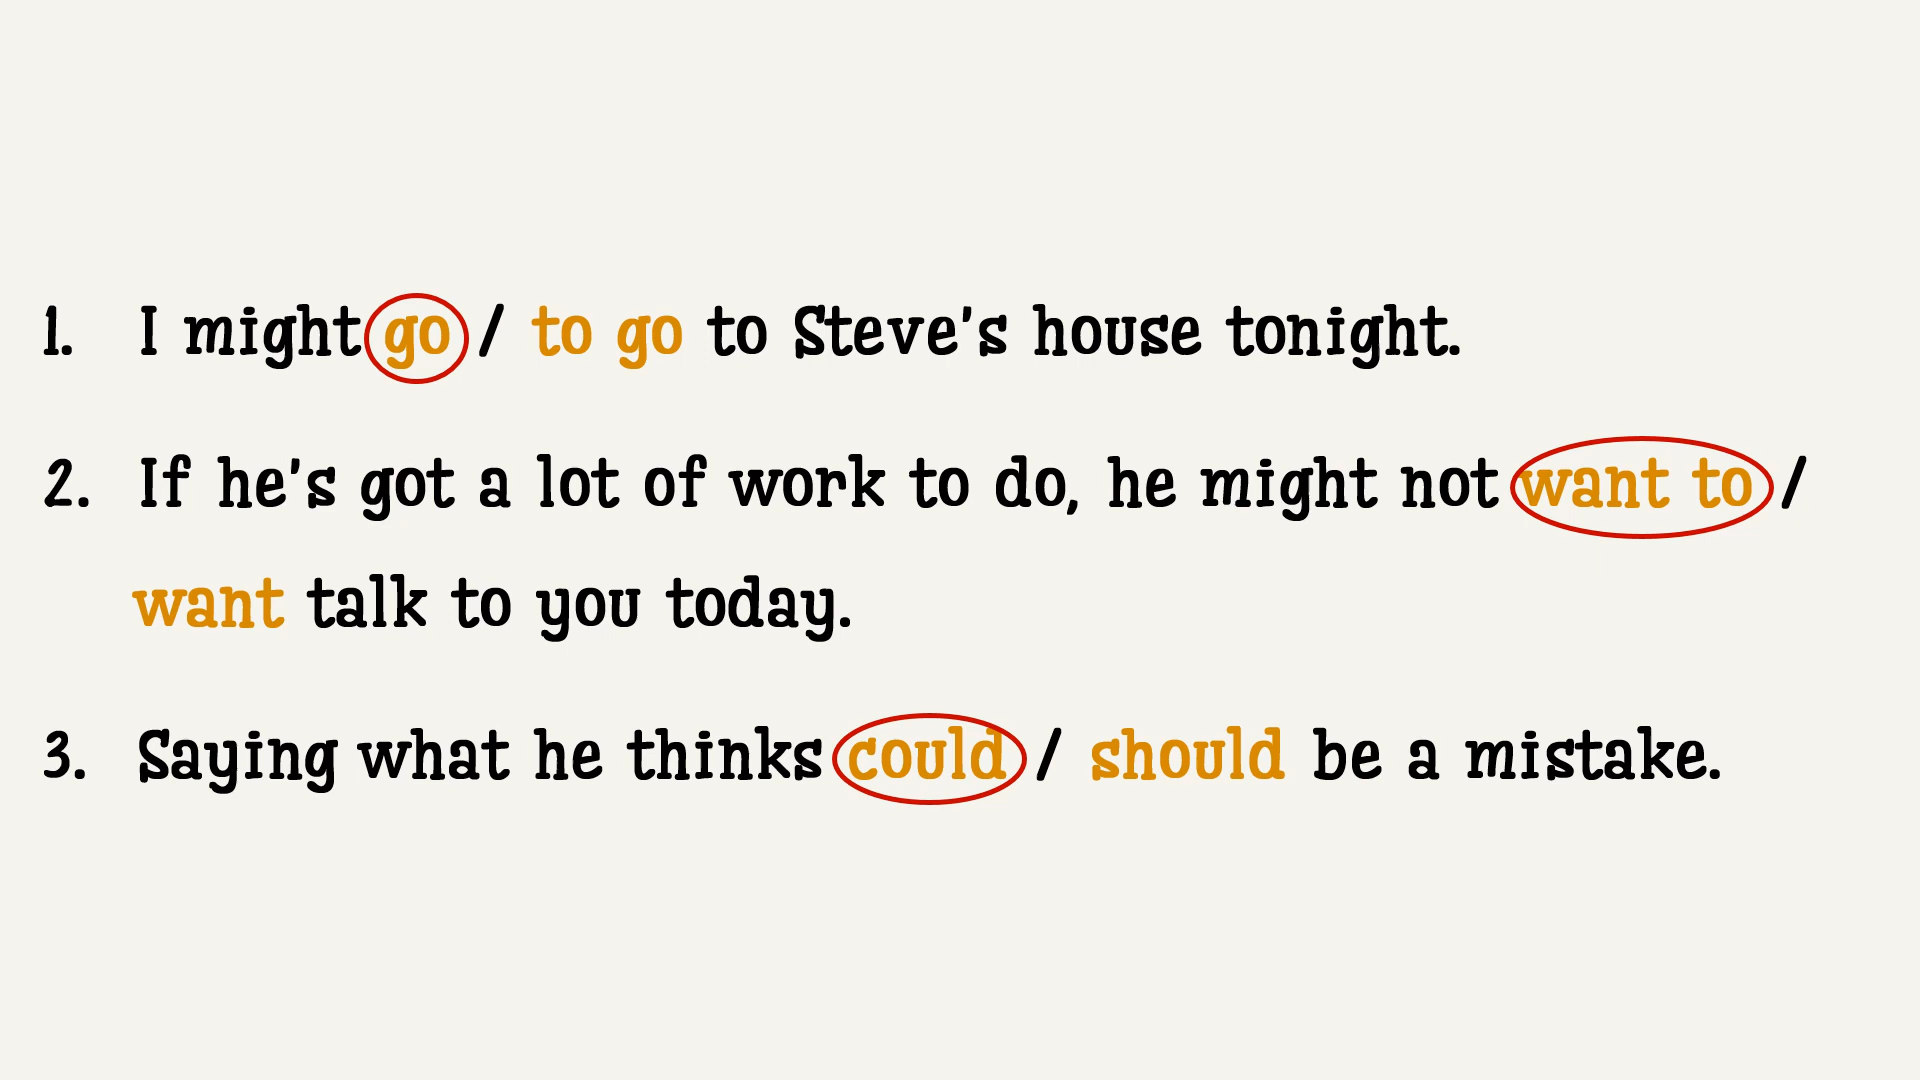 1. I might go / to go to Steve's house tonight.
2. If he's got a lot of work to do, he might not want to /
want talk to you today.
3. Saying what he thinks could / should be a mistake.